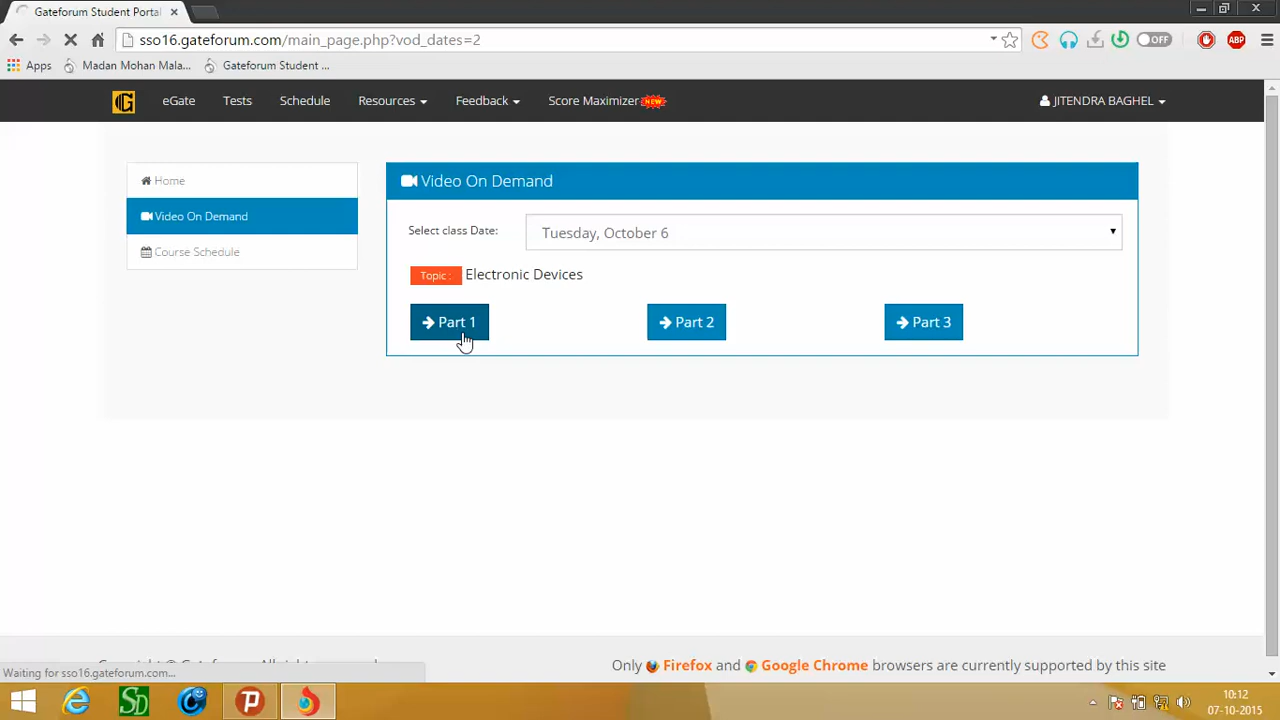 Gateforum Student Portal
sso16.gateforum.com/main_page.php?vod_dates=2
OFF
ABP
Apps
Madan Mohan Mala...
Gateforum Student ...
G
eGate
Tests
Schedule
Resources
Feedback
Score Maximizer NEW
JITENDRA BAGHEL
Home
Video On Demand
Course Schedule
Video On Demand
Select class Date:
Tuesday, October 6
Topic :
Electronic Devices
Part 1
Part 2
Part 3
Only Firefox and Google Chrome browsers are currently supported by this site
Waiting for sso16.gateforum.com...
SD
P
10:12
07-10-2015